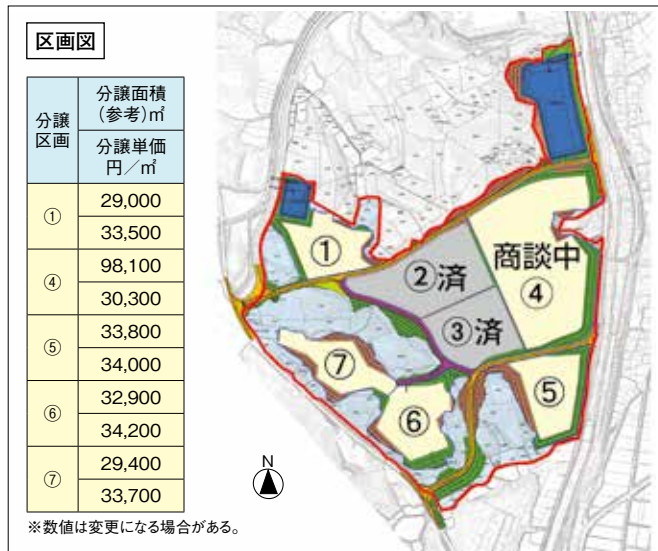 区画図
分譲
区画
分譲面積
(参考)㎡
分譲単価
円／㎡
①
29,000
33,500
④
98,100
30,300
⑤
33,800
34,000
⑥
32,900
34,200
⑦
29,400
33,700
※数値は変更になる場合がある。
①
②済
商談中
④
③済
⑦
⑥
⑤
N